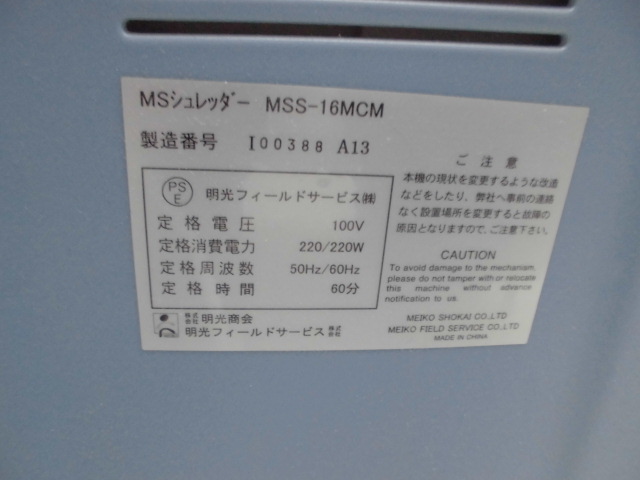 MSシュレッダー MSS-16MCM
製造番号 I00388 A13
PS
E
明光フィールドサービス㈱
定格電圧 100V
定格消費電力 220/220W
定格周波数 50Hz/60Hz
定格時間 60分
株式会社 明光商会
明光フィールドサービス 株式会社
ご注意
本機の現状を変更するような改造
などをしたり、弊社へ事前の連絡
なく設置場所を変更すると故障の
原因となりますので、ご注意下さい。
CAUTION
To avoid damage to the mechanism,
please do not tamper with or relocate
this machine without advance
notification to us.
MEIKO SHOKAI CO.,LTD
MEIKO FIELD SERVICE CO.,LTD
MADE IN CHINA